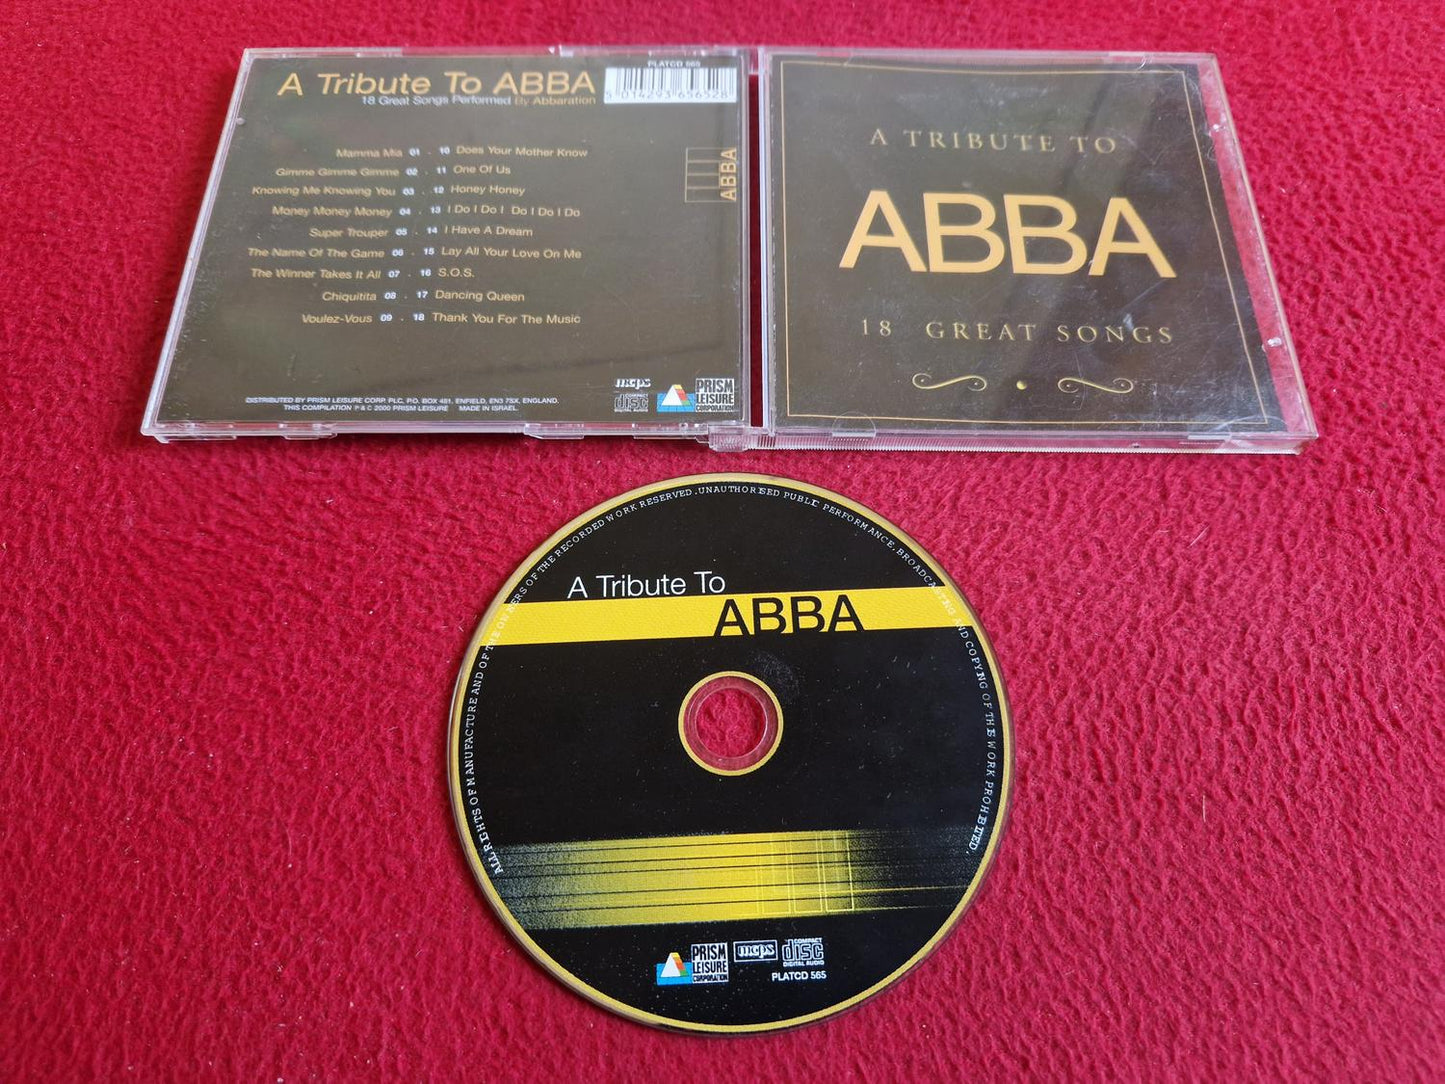 A Tribute To ABBA
18 Great Songs Performed By Abbaration
PLATCD 565
5 014293 656528
Mamma Mia 01 . 10 Does Your Mother Know
Gimme Gimme Gimme 02 . 11 One Of Us
Knowing Me Knowing You 03 . 12 Honey Honey
Money Money Money 04 . 13 I Do I Do I Do I Do I Do
Super Trouper 05 . 14 I Have A Dream
The Name Of The Game 06 . 15 Lay All Your Love On Me
The Winner Takes It All 07 . 16 S.O.S.
Chiquitita 08 . 17 Dancing Queen
Voulez-Vous 09 . 18 Thank You For The Music
ABBA
DISTRIBUTED BY PRISM LEISURE CORP. PLC, P.O. BOX 481, ENFIELD, EN3 7SX, ENGLAND.
THIS COMPILATION ℗ & © 2000 PRISM LEISURE MADE IN ISRAEL.
mcps
disc
PRISM
LEISURE
CORPORATION
A TRIBUTE TO
ABBA
18 GREAT SONGS
ALL RIGHTS OF MANUFACTURE AND OF THE OWNERS OF THE RECORDED WORK RESERVED. UNAUTHORISED PUBLIC PERFORMANCE, BROADCASTING AND COPYING OF THE WORK PROHIBITED.
A Tribute To
ABBA
PRISM
LEISURE
CORPORATION
mcps
COMPACT
disc
DIGITAL AUDIO
PLATCD 565